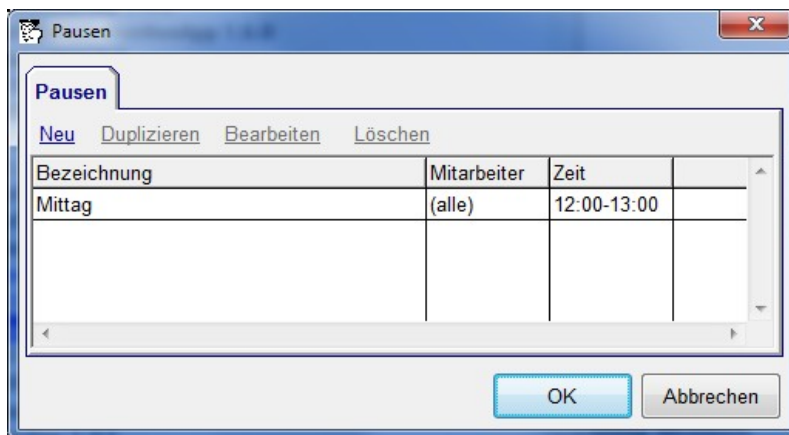 Pausen
Pausen
Neu Duplizieren Bearbeiten Löschen
Bezeichnung Mitarbeiter Zeit
Mittag (alle) 12:00-13:00
OK Abbrechen